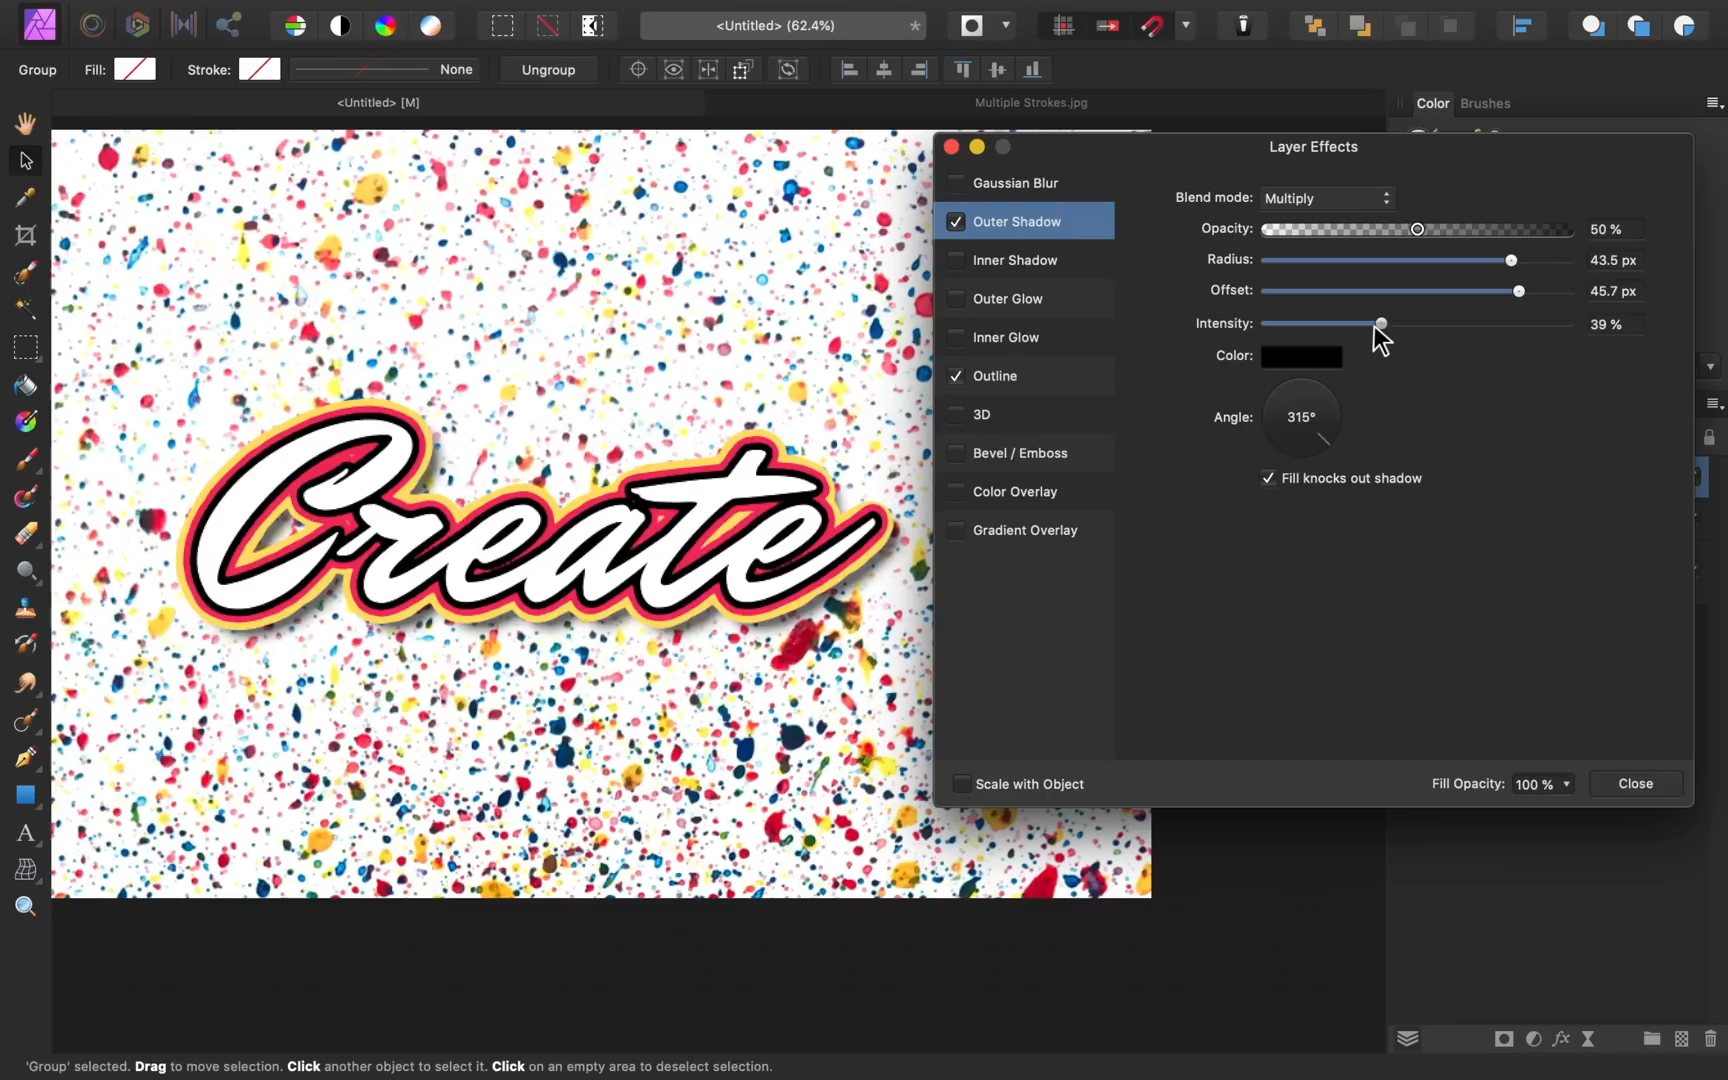 <Untitled> (62.4%)
*
Group
Fill:
Stroke:
None
Ungroup
<Untitled> [M]
Multiple Strokes.jpg
Color
Brushes
Layer Effects
Gaussian Blur
Outer Shadow
Inner Shadow
Outer Glow
Inner Glow
Outline
3D
Bevel / Emboss
Color Overlay
Gradient Overlay
Blend mode: Multiply
Opacity: 50 %
Radius: 43.5 px
Offset: 45.7 px
Intensity: 39 %
Color:
Angle: 315°
Fill knocks out shadow
Create
Scale with Object
Fill Opacity: 100 %
Close
A
fx
'Group' selected. Drag to move selection. Click another object to select it. Click on an empty area to deselect selection.